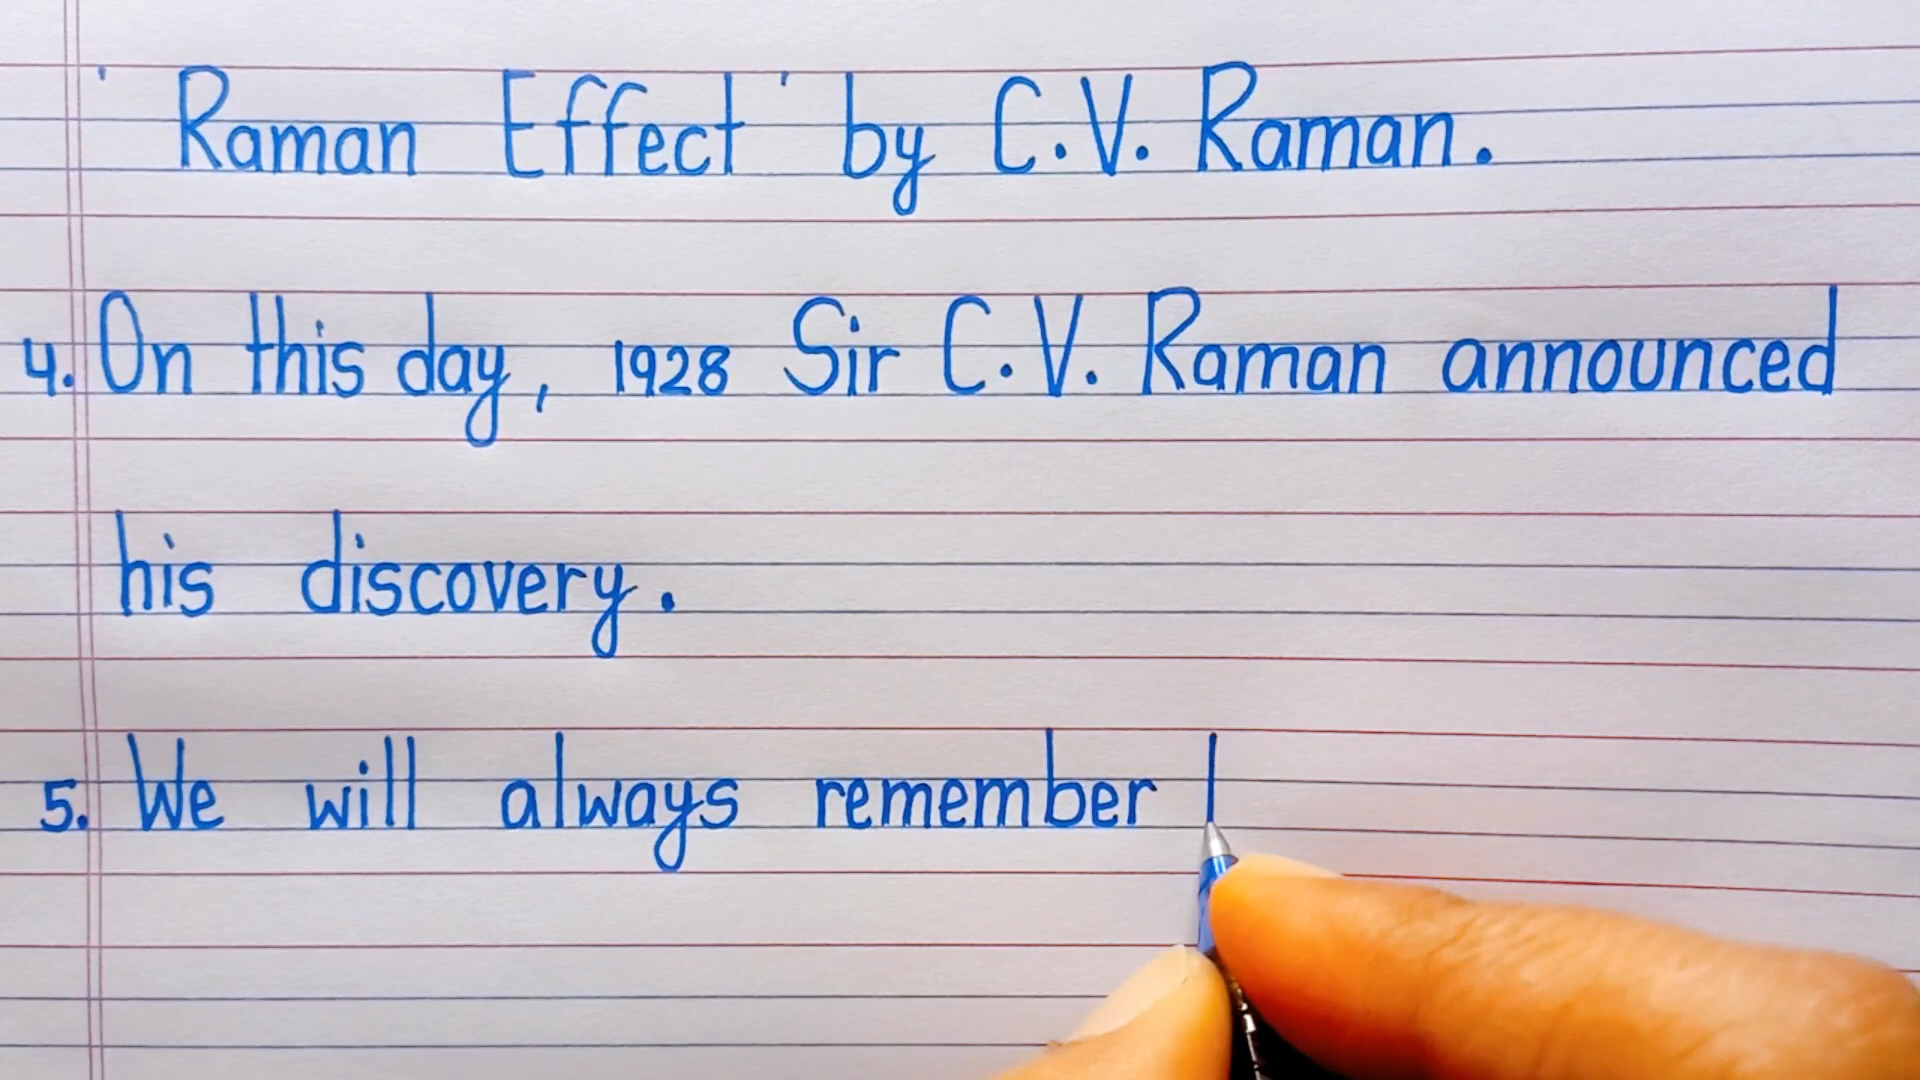 'Raman Effect' by C.V. Raman.
4. On this day, 1928 Sir C.V. Raman announced
his discovery.
5. We will always remember